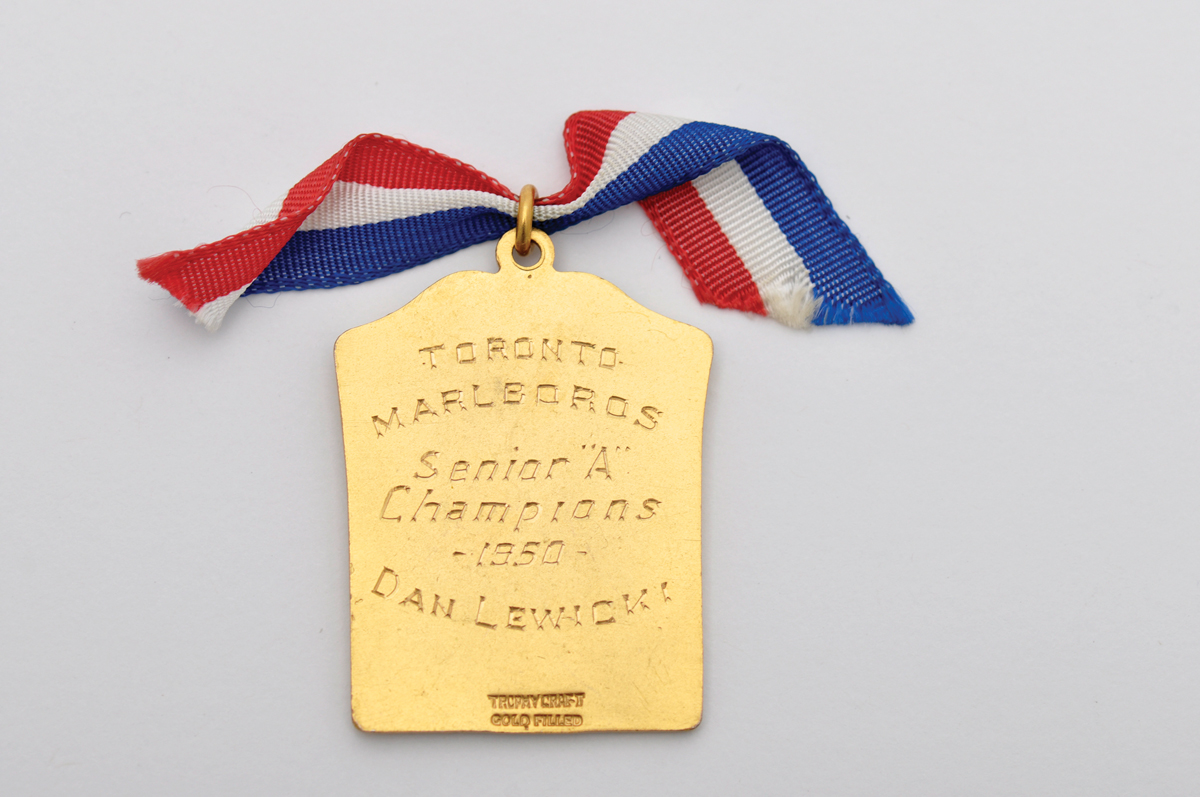 TORONTO
MARLBOROS
Senior "A"
Champions
-1950-
DAN LEWICKI
TROPHY CRAFT
GOLD FILLED